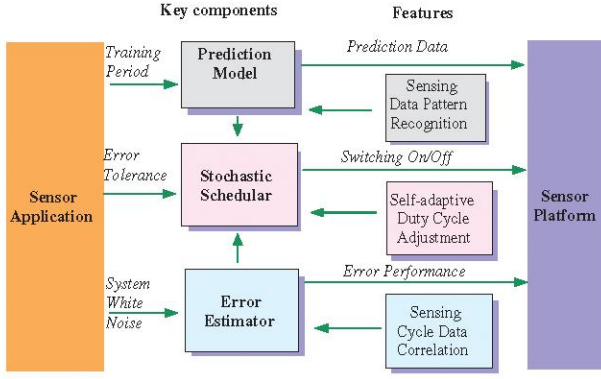 Key components
Features
Training
Period
Prediction
Model
Prediction Data
Sensing
Data Pattern
Recognition
Error
Tolerance
Stochastic
Schedular
Switching On/Off
Self-adaptive
Duty Cycle
Adjustment
Sensor
Application
Sensor
Platform
System
White
Noise
Error
Estimator
Error Performance
Sensing
Cycle Data
Correlation